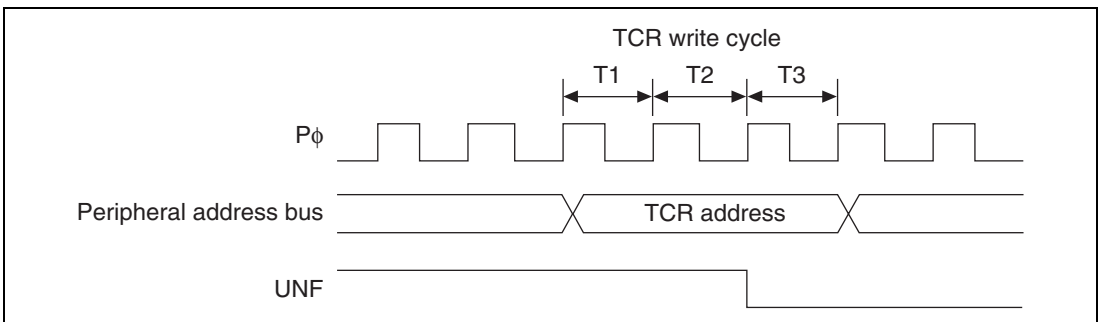 TCR write cycle
T1 T2 T3
Pϕ
Peripheral address bus
TCR address
UNF